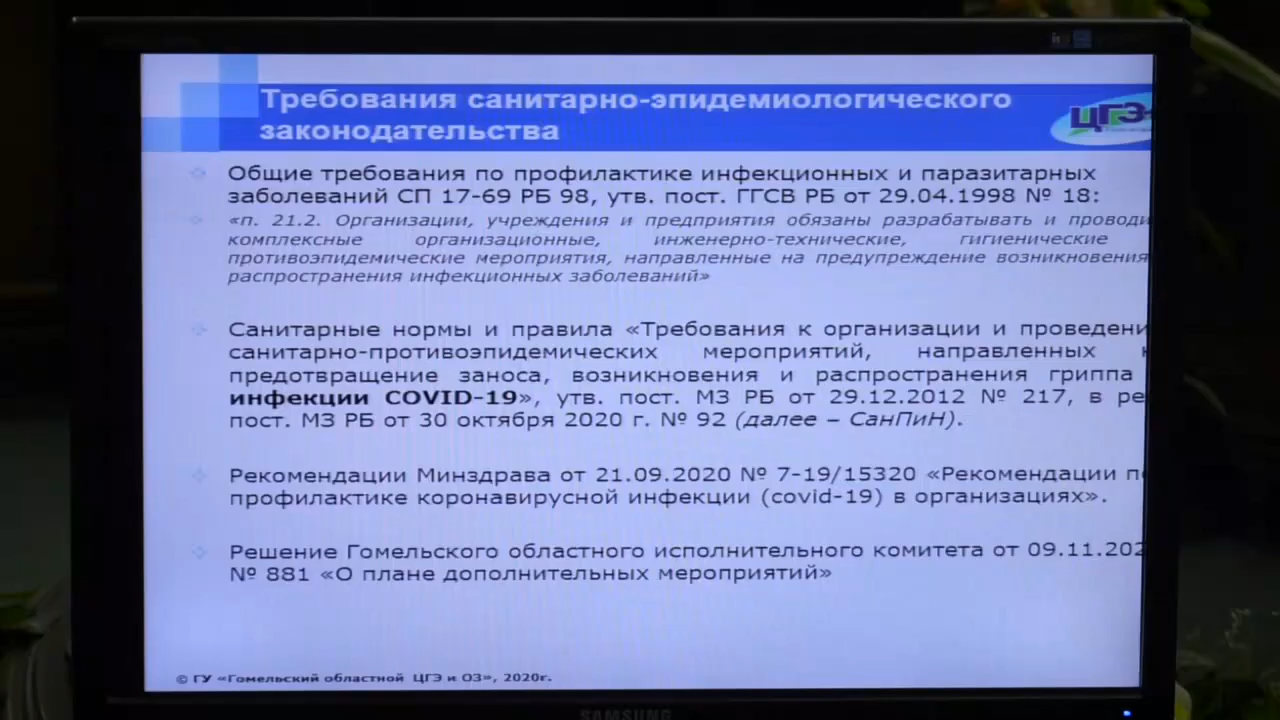 Требования санитарно-эпидемиологического
законодательства
ЦГЭ
Общие требования по профилактике инфекционных и паразитарных
заболеваний СП 17-69 РБ 98, утв. пост. ГГСВ РБ от 29.04.1998 № 18:
«п. 21.2. Организации, учреждения и предприятия обязаны разрабатывать и проводи
комплексные организационные, инженерно-технические, гигиенические
противоэпидемические мероприятия, направленные на предупреждение возникновения
распространения инфекционных заболеваний»
Санитарные нормы и правила «Требования к организации и проведени
санитарно-противоэпидемических мероприятий, направленных
предотвращение заноса, возникновения и распространения гриппа
инфекции COVID-19», утв. пост. МЗ РБ от 29.12.2012 № 217, в ре
пост. МЗ РБ от 30 октября 2020 г. № 92 (далее – СанПиН).
Рекомендации Минздрава от 21.09.2020 № 7-19/15320 «Рекомендации по
профилактике коронавирусной инфекции (covid-19) в организациях».
Решение Гомельского областного исполнительного комитета от 09.11.202
№ 881 «О плане дополнительных мероприятий»
© ГУ «Гомельский областной ЦГЭ и ОЗ», 2020г.
SAMSUNG